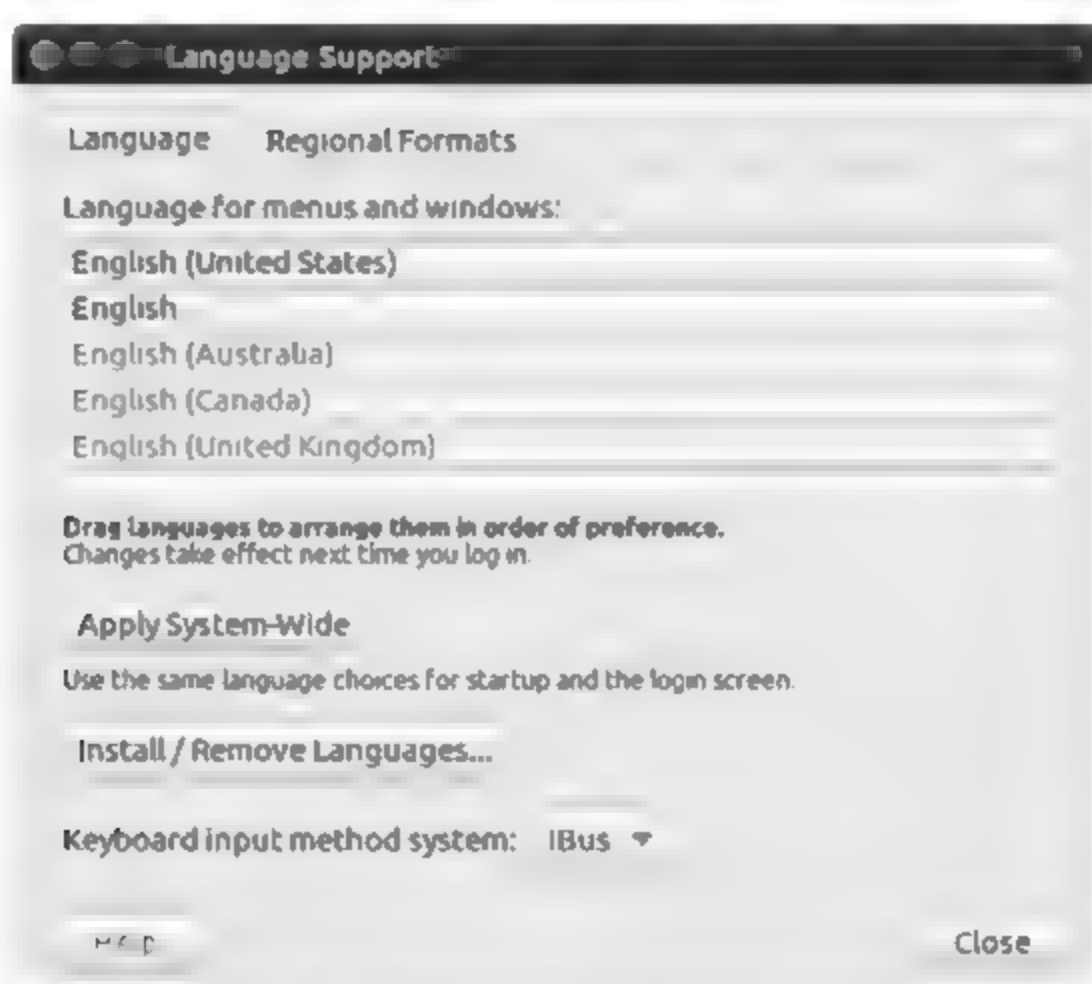 Language Support
Language Regional Formats
Language for menus and windows:
English (United States)
English
English (Australia)
English (Canada)
English (United Kingdom)
Drag languages to arrange them in order of preference.
Changes take effect next time you log in.
Apply System-Wide
Use the same language choices for startup and the login screen.
Install / Remove Languages...
Keyboard input method system: IBus
Close